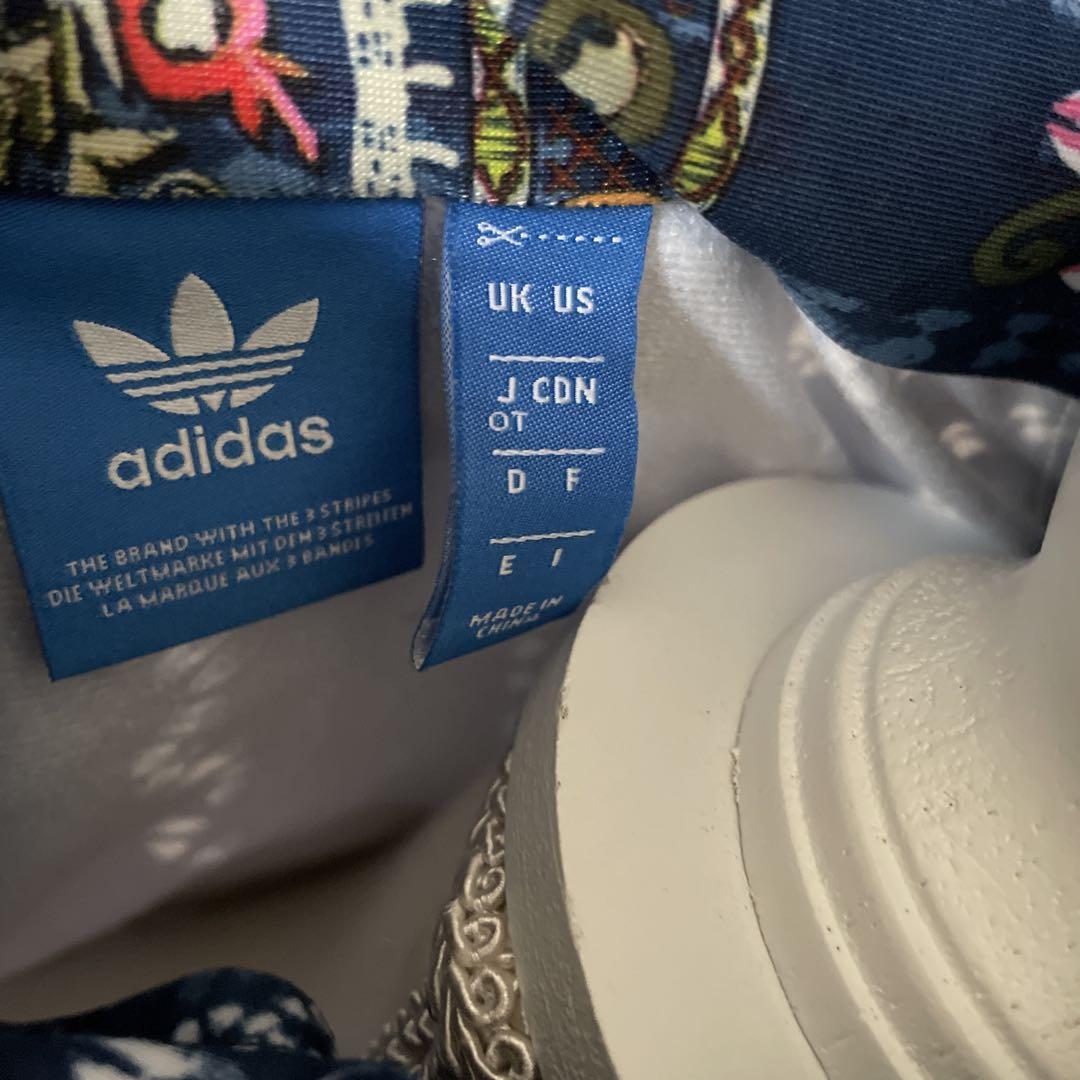 adidas
THE BRAND WITH THE 3 STRIPES
DIE WELTMARKE MIT DEN 3 STREIFEN
LA MARQUE AUX 3 BANDES
UK US
J CDN
OT
D F
E I
MADE IN
CHINA